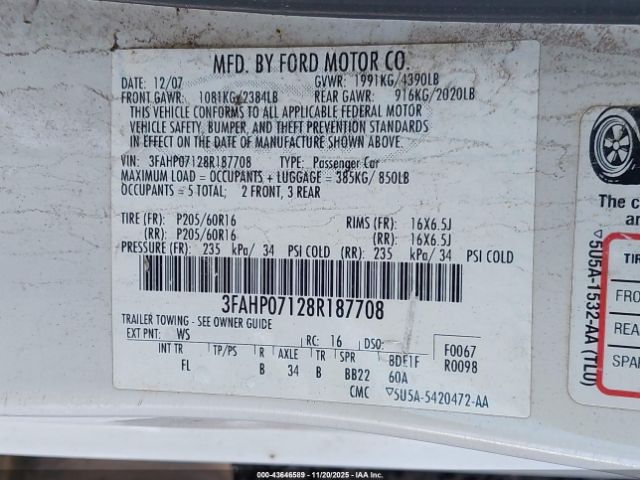 MFD. BY FORD MOTOR CO.
DATE: 12/07 GVWR: 1991KG/4390LB
FRONT GAWR: 1081KG/2384LB REAR GAWR: 916KG/2020LB
THIS VEHICLE CONFORMS TO ALL APPLICABLE FEDERAL MOTOR
VEHICLE SAFETY, BUMPER, AND THEFT PREVENTION STANDARDS
IN EFFECT ON THE DATE OF MANUFACTURE SHOWN ABOVE.
VIN: 3FAHP07128R187708 TYPE: Passenger Car
MAXIMUM LOAD = OCCUPANTS + LUGGAGE = 385KG/ 850LB
OCCUPANTS = 5 TOTAL; 2 FRONT, 3 REAR
TIRE (FR): P205/60R16 RIMS (FR): 16X6.5J
(RR): P205/60R16 (RR): 16X6.5J
PRESSURE (FR): 235 kPa/ 34 PSI COLD (RR): 235 kPa/ 34 PSI COLD
3FAHP07128R187708
TRAILER TOWING - SEE OWNER GUIDE
EXT PNT: WS RC: 16 DSO: F0067
INT TR TP/PS R AXLE TR SPR BDE1F R0098
FL B 34 B BB22 60A
CMC ▽5U5A-5420472-AA
The c
a
▽5U5A-1532-AA (TL0)
TIR
FRO
REA
SPAR
000-43646589 - 11/20/2025 - IAA Inc.